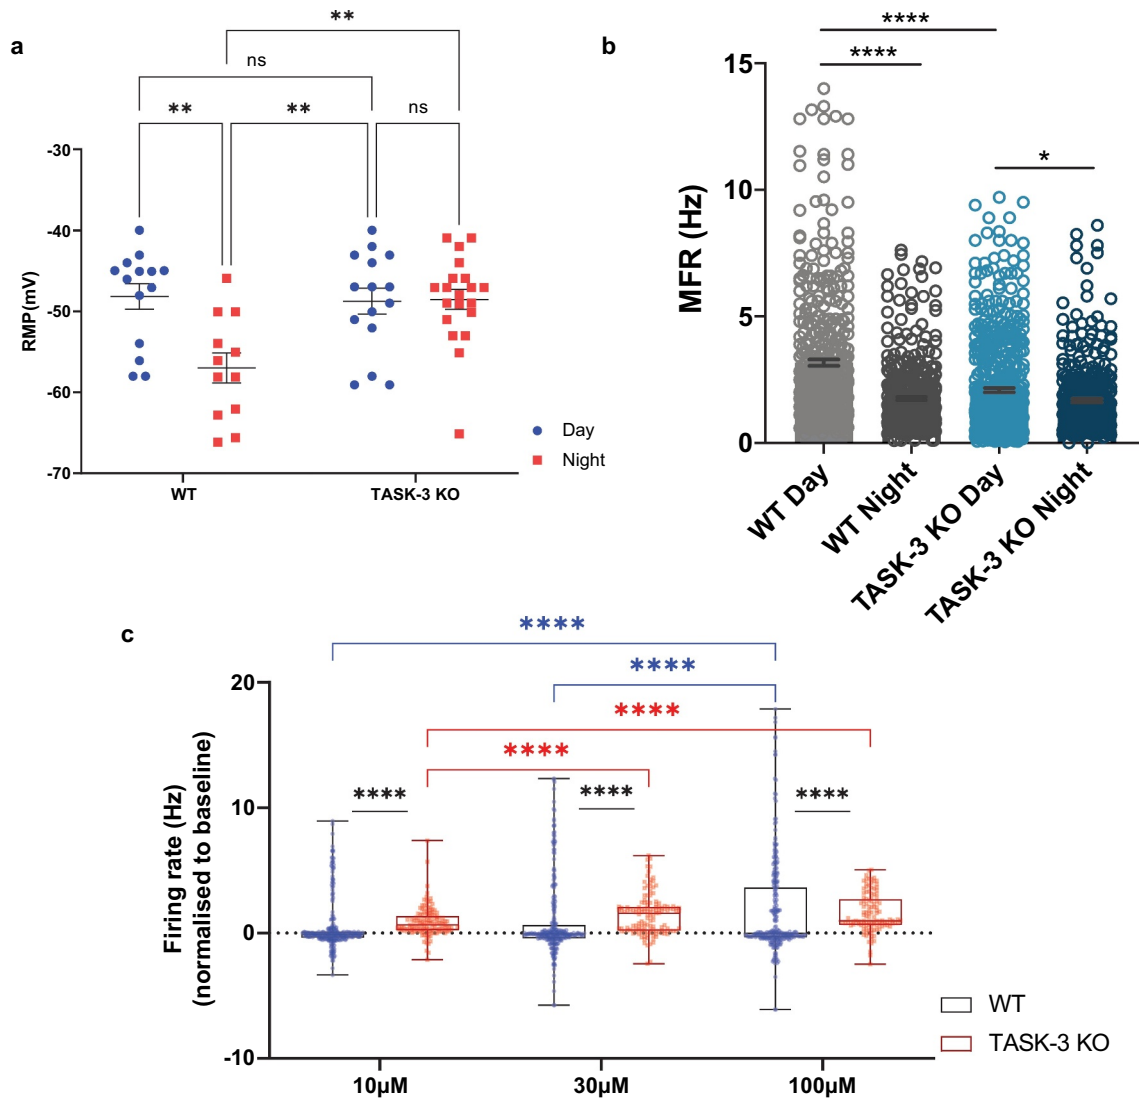 a
**
ns
**
**
ns
-30
-40
-50
-60
-70
RMP(mV)
WT
TASK-3 KO
Day
Night
b
****
****
*
15
10
5
0
MFR (Hz)
WT Day
WT Night
TASK-3 KO Day
TASK-3 KO Night
c
****
****
****
****
****
****
****
20
10
0
-10
Firing rate (Hz)
(normalised to baseline)
10μM
30μM
100μM
WT
TASK-3 KO